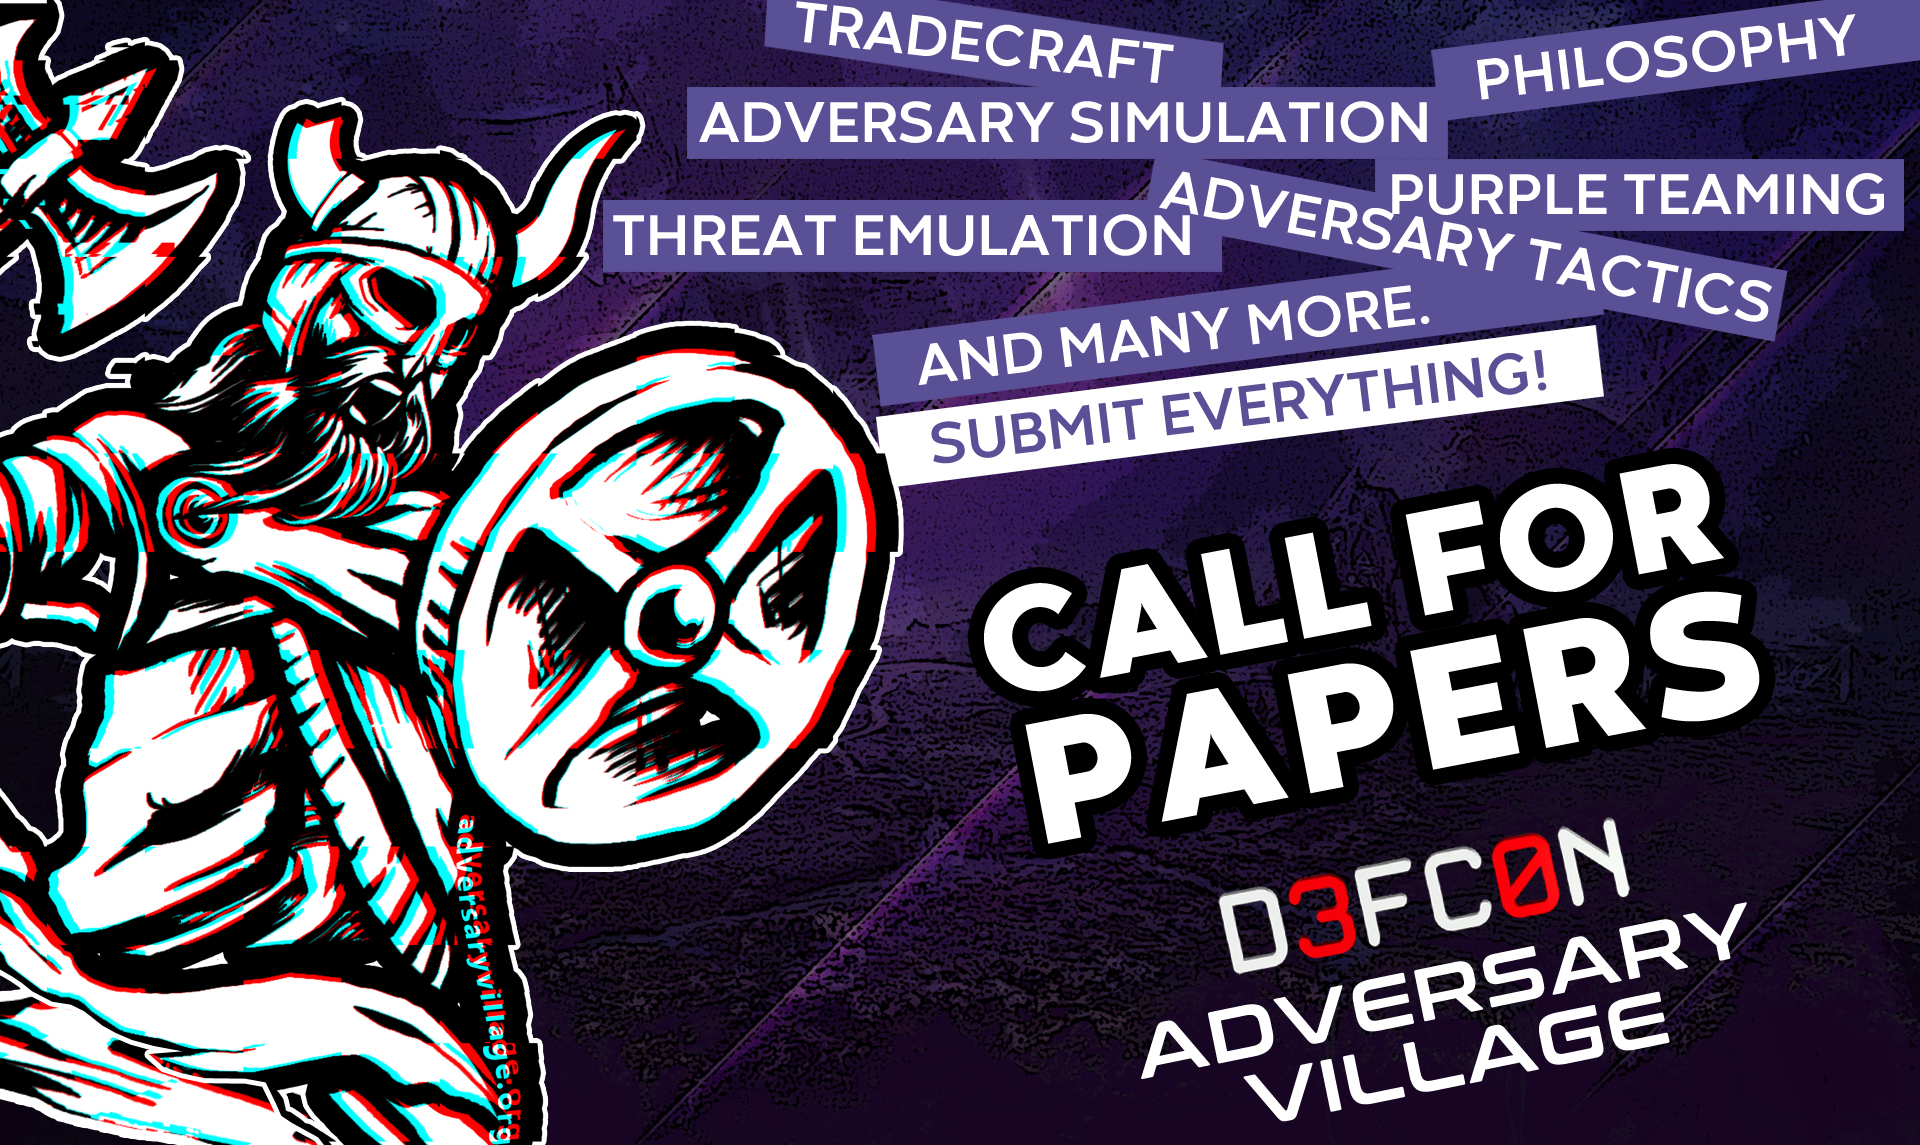 TRADECRAFT
PHILOSOPHY
ADVERSARY SIMULATION
PURPLE TEAMING
THREAT EMULATION
ADVERSARY TACTICS
AND MANY MORE.
SUBMIT EVERYTHING!
CALL FOR
PAPERS
D3FC0N
ADVERSARY
VILLAGE
adversaryvillage.org